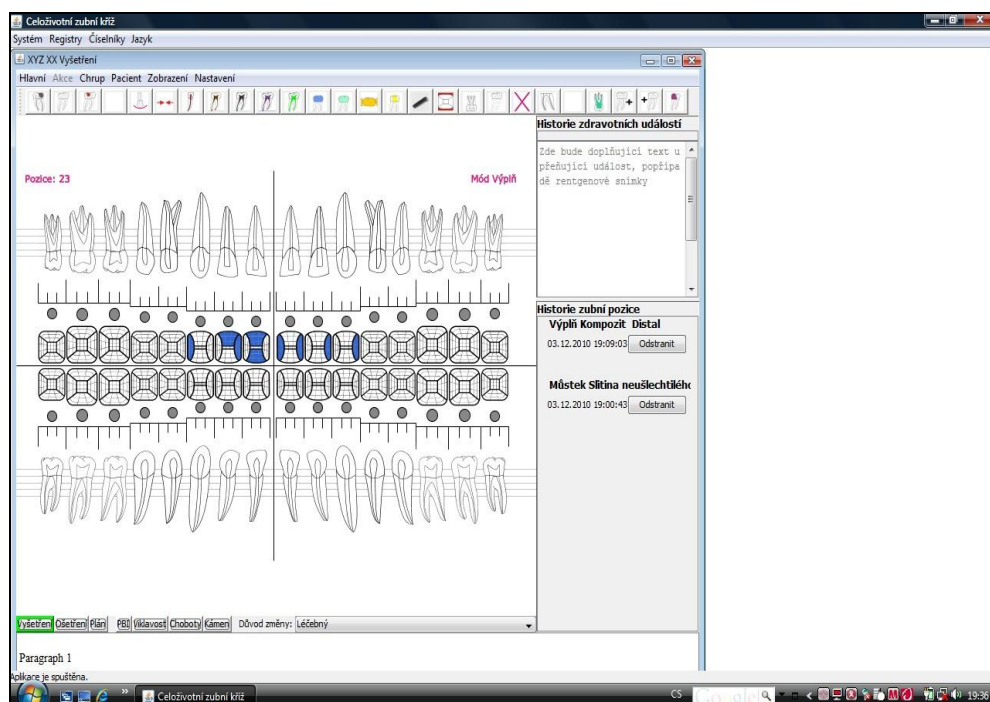 Celoživotní zubní kříž
Systém Registry Číselníky Jazyk
XYZ XX Vyšetření
Hlavní Akce Chrup Pacient Zobrazení Nastavení
Historie zdravotních událostí
Zde bude doplňující text u
přeňující událost, popřípa
dě rentgenové snímky
Pozice: 23
Mód Výplň
Historie zubní pozice
Výplň Kompozit Distal
03.12.2010 19:09:03 Odstranit
Můstek Slitina neušlechtilého
03.12.2010 19:00:43 Odstranit
Vyšetření Ošetření Plán PBI Viklavost Choboty Kámen Důvod změny: Léčebný
Paragraph 1
Aplikace je spuštěna.
Celoživotní zubní kříž
CS
Google
19:36